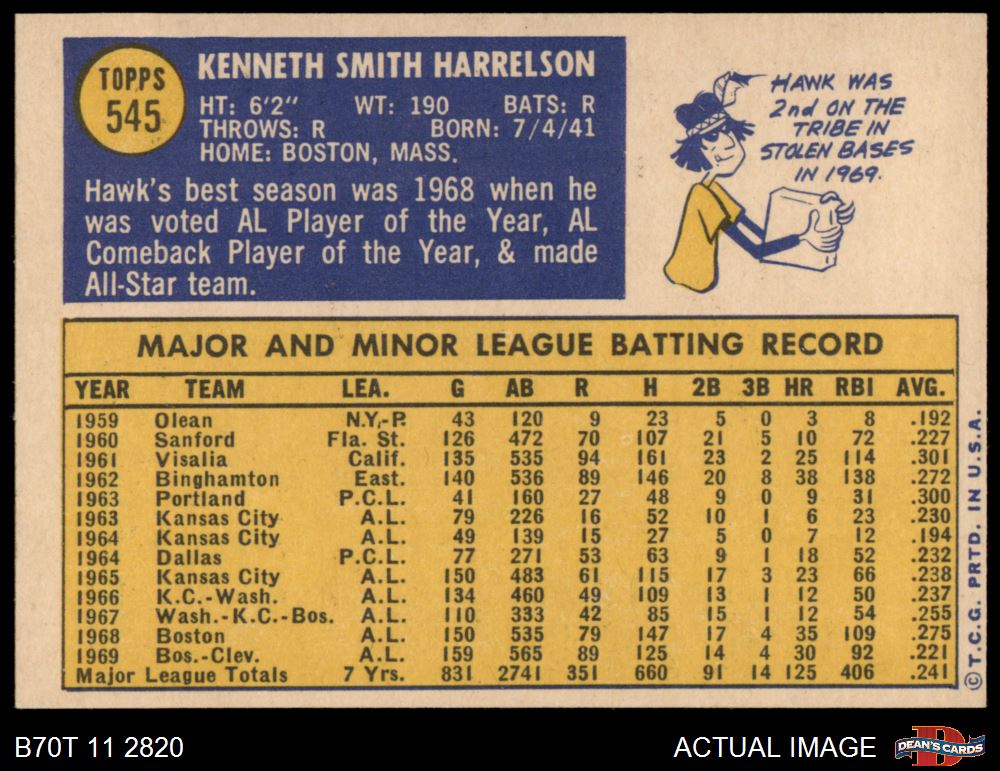 TOPPS
545
KENNETH SMITH HARRELSON
HT: 6'2" WT: 190 BATS: R
THROWS: R BORN: 7/4/41
HOME: BOSTON, MASS.
Hawk's best season was 1968 when he
was voted AL Player of the Year, AL
Comeback Player of the Year, & made
All-Star team.
HAWK WAS
2nd ON THE
TRIBE IN
STOLEN BASES
IN 1969.
MAJOR AND MINOR LEAGUE BATTING RECORD
YEAR TEAM LEA. G AB R H 2B 3B HR RBI AVG.
1959 Olean N.Y.-P. 43 120 9 23 5 0 3 8 .192
1960 Sanford Fla. St. 126 472 70 107 21 5 10 72 .227
1961 Visalia Calif. 135 535 94 161 23 2 25 114 .301
1962 Binghamton East. 140 536 89 146 20 8 38 138 .272
1963 Portland P.C.L. 41 160 27 48 9 0 9 31 .300
1963 Kansas City A.L. 79 226 16 52 10 1 6 23 .230
1964 Kansas City A.L. 49 139 15 27 5 0 7 12 .194
1964 Dallas P.C.L. 77 271 53 63 9 1 18 52 .232
1965 Kansas City A.L. 150 483 61 115 17 3 23 66 .238
1966 K.C.-Wash. A.L. 134 460 49 109 13 1 12 50 .237
1967 Wash.-K.C.-Bos. A.L. 110 333 42 85 15 1 12 54 .255
1968 Boston A.L. 150 535 79 147 17 4 35 109 .275
1969 Bos.-Clev. A.L. 159 565 89 125 14 4 30 92 .221
Major League Totals 7 Yrs. 831 2741 351 660 91 14 125 406 .241
©T.C.G. PRTD. IN U.S.A.
B70T 11 2820
ACTUAL IMAGE
D
DEAN'S CARDS